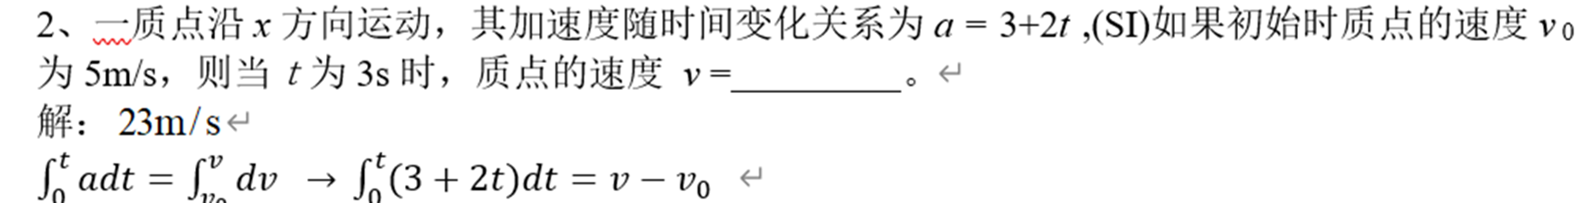 2、一质点沿 x 方向运动，其加速度随时间变化关系为 a = 3+2t ,(SI)如果初始时质点的速度 v 0
为 5m/s，则当 t 为 3s 时，质点的速度 v =__________。↵
解： 23m/s↵
∫₀ᵗ adt = ∫ᵥ₀ᵛ dv → ∫₀ᵗ(3 + 2t)dt = v − v₀ ↵